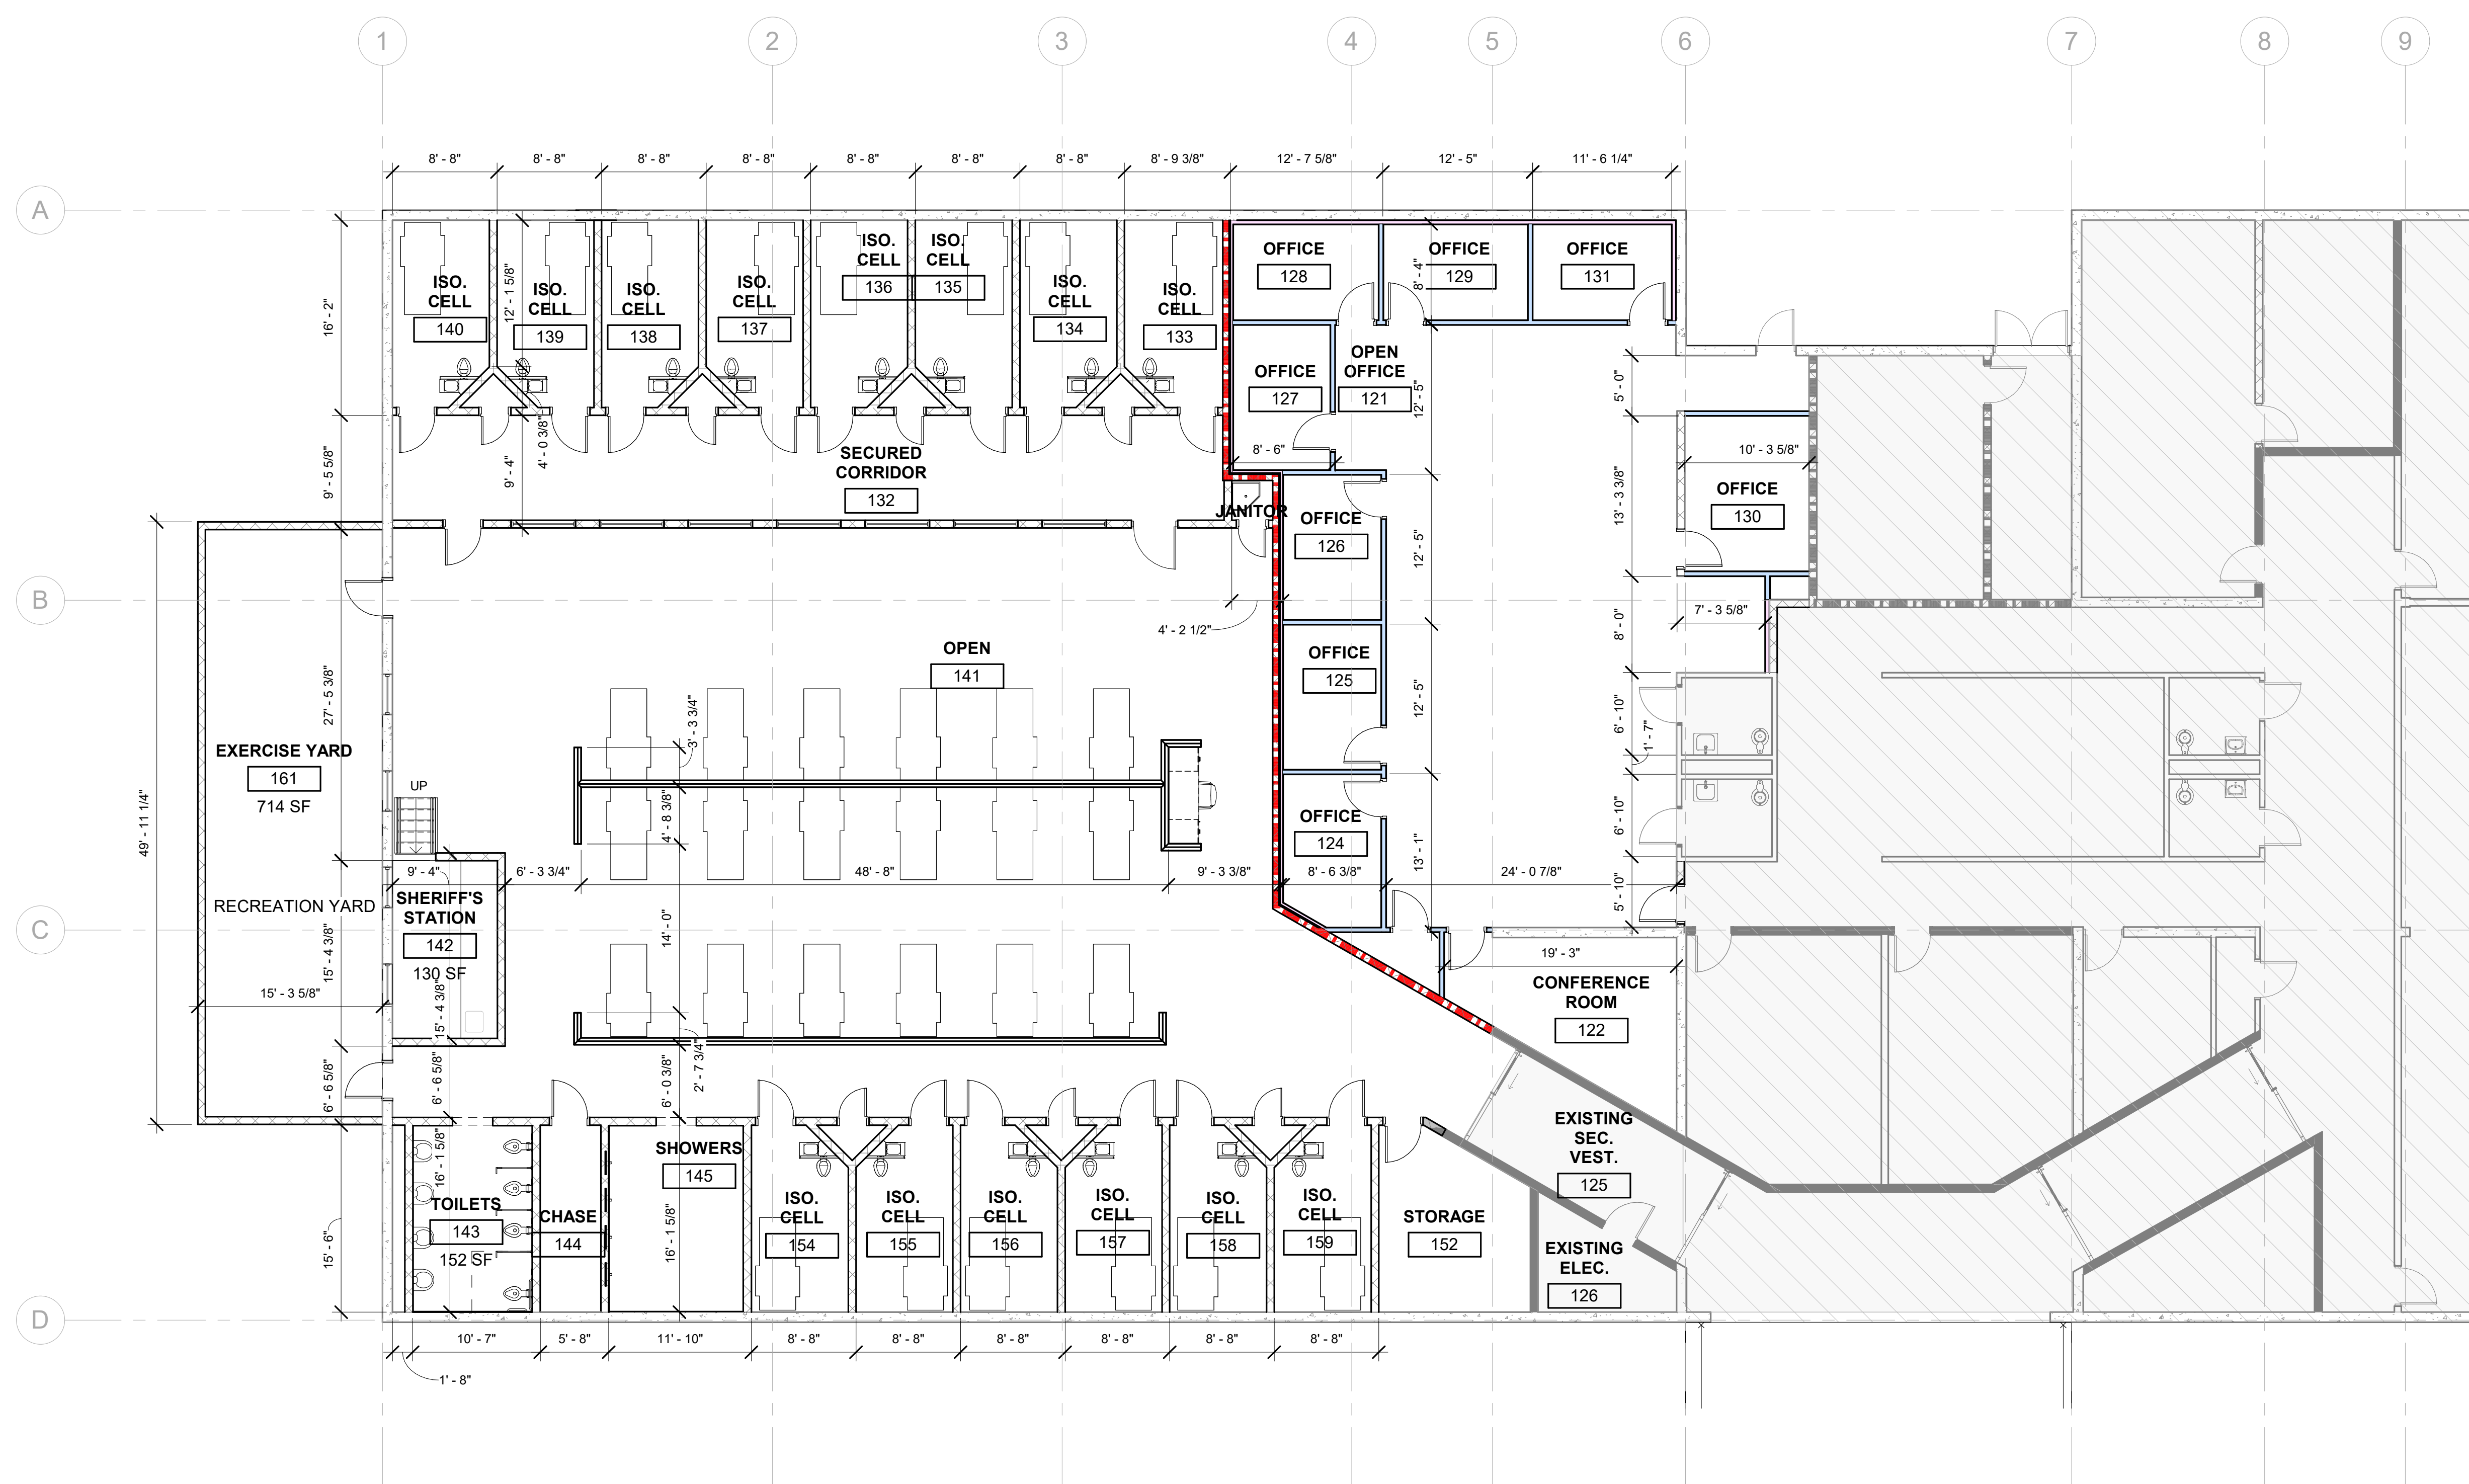 1
2
3
4
5
6
7
8
9
A
B
C
D
8' - 8"
8' - 8"
8' - 8"
8' - 8"
8' - 8"
8' - 8"
8' - 8"
8' - 9 3/8"
12' - 7 5/8"
12' - 5"
11' - 6 1/4"
16' - 2"
9' - 5 5/8"
12' - 1 5/8"
4' - 0 3/8"
9' - 4"
ISO.
CELL
140
ISO.
CELL
139
ISO.
CELL
138
ISO.
CELL
137
ISO.
CELL
136
ISO.
CELL
135
ISO.
CELL
134
ISO.
CELL
133
OFFICE
128
OFFICE
129
8' - 4"
OFFICE
131
OFFICE
127
OPEN
OFFICE
121
12' - 5"
8' - 6"
SECURED
CORRIDOR
132
JANITOR
OFFICE
126
12' - 5"
5' - 0"
13' - 3 3/8"
10' - 3 5/8"
OFFICE
130
8' - 0"
7' - 3 5/8"
4' - 2 1/2"
OPEN
141
OFFICE
125
12' - 5"
6' - 10"
1' - 7"
6' - 10"
5' - 10"
27' - 5 3/8"
49' - 11 1/4"
EXERCISE YARD
161
714 SF
UP
3' - 3 3/4"
4' - 8 3/8"
OFFICE
124
13' - 1"
9' - 4"
6' - 3 3/4"
48' - 8"
9' - 3 3/8"
8' - 6 3/8"
24' - 0 7/8"
RECREATION YARD
SHERIFF'S
STATION
142
130 SF
15' - 4 3/8"
15' - 4 3/8"
15' - 3 5/8"
14' - 0"
19' - 3"
CONFERENCE
ROOM
122
6' - 6 5/8"
6' - 6 5/8"
6' - 0 3/8"
2' - 7 3/4"
EXISTING
SEC.
VEST.
125
16' - 1 5/8"
15' - 6"
TOILETS
143
152 SF
CHASE
144
SHOWERS
145
16' - 1 5/8"
ISO.
CELL
154
ISO.
CELL
155
ISO.
CELL
156
ISO.
CELL
157
ISO.
CELL
158
ISO.
CELL
159
STORAGE
152
EXISTING
ELEC.
126
10' - 7"
5' - 8"
11' - 10"
8' - 8"
8' - 8"
8' - 8"
8' - 8"
8' - 8"
8' - 8"
1' - 8"